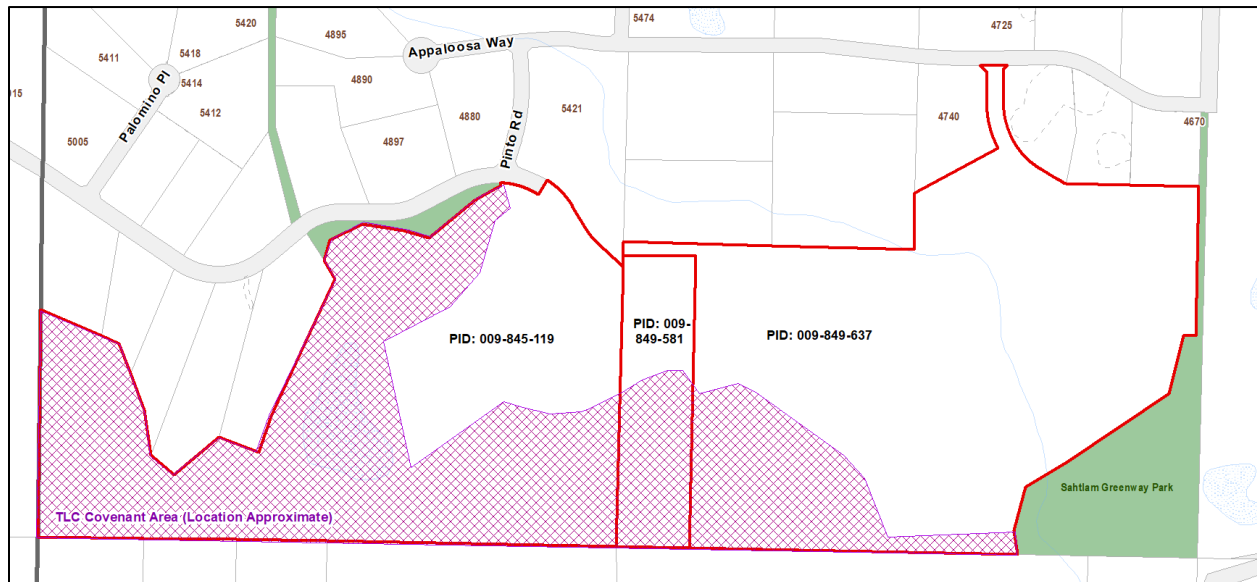 5420
4895
5474
4725
5411
5418
Appaloosa Way
5414
4890
015
5412
Palomino Pl
4880
5421
4740
4670
5005
4897
Pinto Rd
PID: 009-845-119
PID: 009-
849-581
PID: 009-849-637
Sahtlam Greenway Park
TLC Covenant Area (Location Approximate)